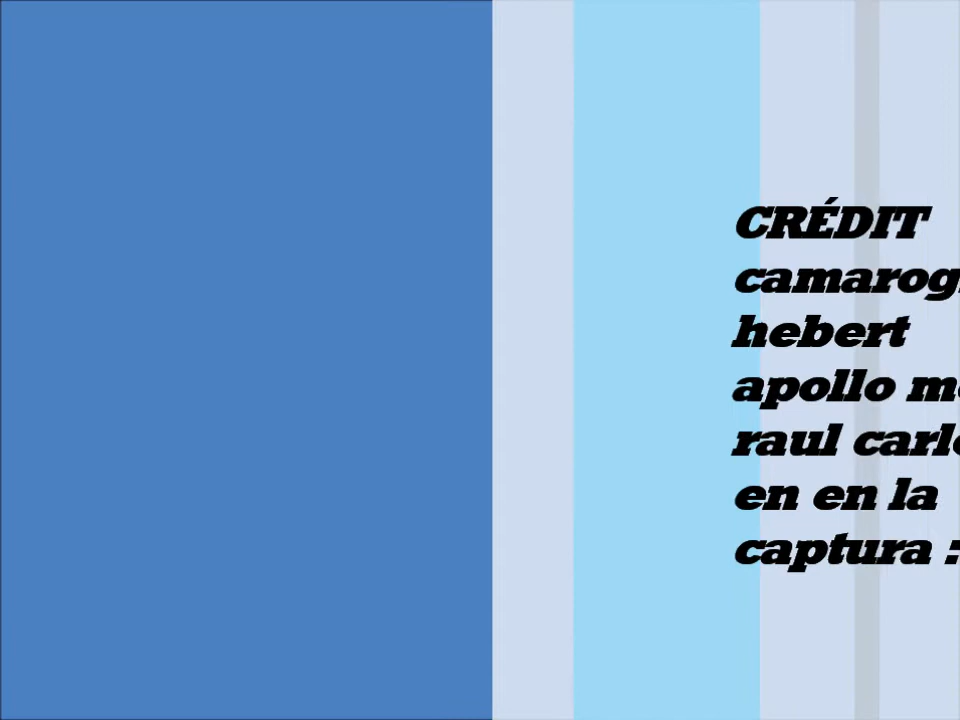 CRÉDIT
hebert
apollo
raul
en en la
captura :